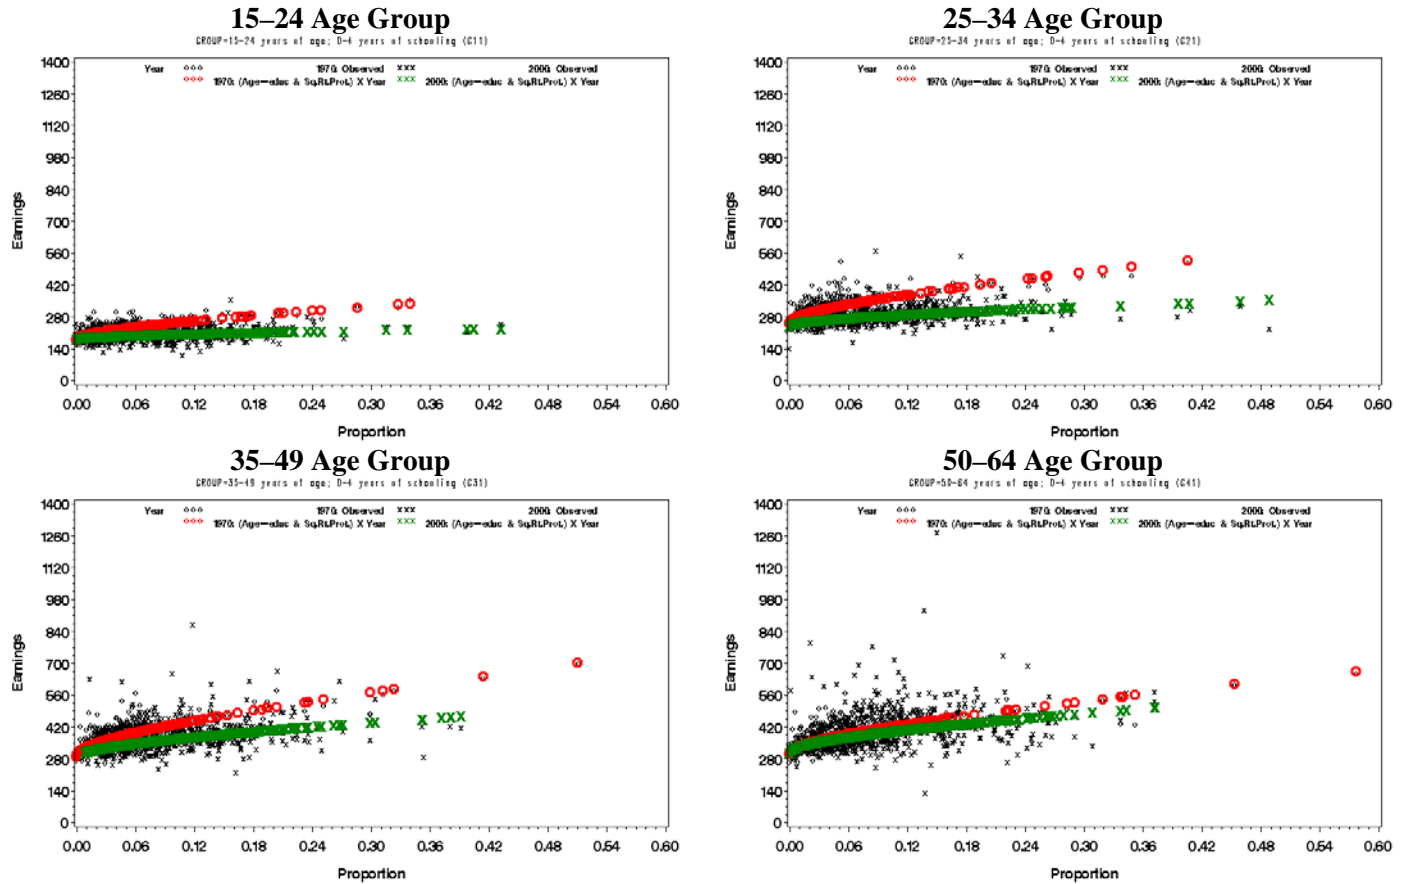 15–24 Age Group
GROUP=15-24 years of age; 0-4 years of schooling (C11)
Year 1970: Observed 2000: Observed
1970: (Age-educ & Sq.Rt.Prot.) X Year 2000: (Age-educ & Sq.Rt.Prot.) X Year
1400
1260
1120
980
840
700
560
420
280
140
0
Earnings
0.00 0.06 0.12 0.18 0.24 0.30 0.36 0.42 0.48 0.54 0.60
Proportion
25–34 Age Group
GROUP=25-34 years of age; 0-4 years of schooling (C21)
Year 1970: Observed 2000: Observed
1970: (Age-educ & Sq.Rt.Prot.) X Year 2000: (Age-educ & Sq.Rt.Prot.) X Year
1400
1260
1120
980
840
700
560
420
280
140
0
Earnings
0.00 0.06 0.12 0.18 0.24 0.30 0.36 0.42 0.48 0.54 0.60
Proportion
35–49 Age Group
GROUP=35-49 years of age; 0-4 years of schooling (C31)
Year 1970: Observed 2000: Observed
1970: (Age-educ & Sq.Rt.Prot.) X Year 2000: (Age-educ & Sq.Rt.Prot.) X Year
1400
1260
1120
980
840
700
560
420
280
140
0
Earnings
0.00 0.06 0.12 0.18 0.24 0.30 0.36 0.42 0.48 0.54 0.60
Proportion
50–64 Age Group
GROUP=50-64 years of age; 0-4 years of schooling (C41)
Year 1970: Observed 2000: Observed
1970: (Age-educ & Sq.Rt.Prot.) X Year 2000: (Age-educ & Sq.Rt.Prot.) X Year
1400
1260
1120
980
840
700
560
420
280
140
0
Earnings
0.00 0.06 0.12 0.18 0.24 0.30 0.36 0.42 0.48 0.54 0.60
Proportion